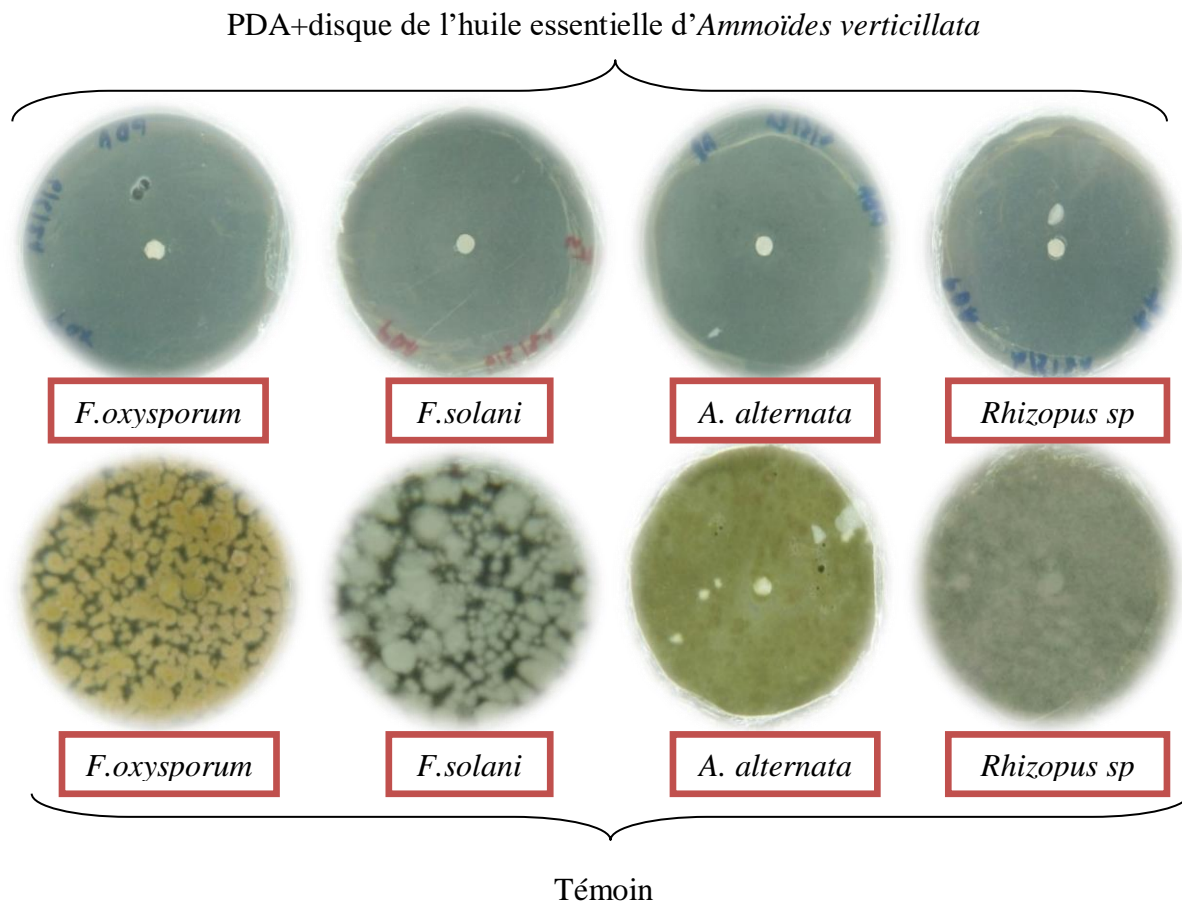 PDA+disque de l'huile essentielle d'Ammoïdes verticillata
F.oxysporum
F.solani
A. alternata
Rhizopus sp
F.oxysporum
F.solani
A. alternata
Rhizopus sp
Témoin